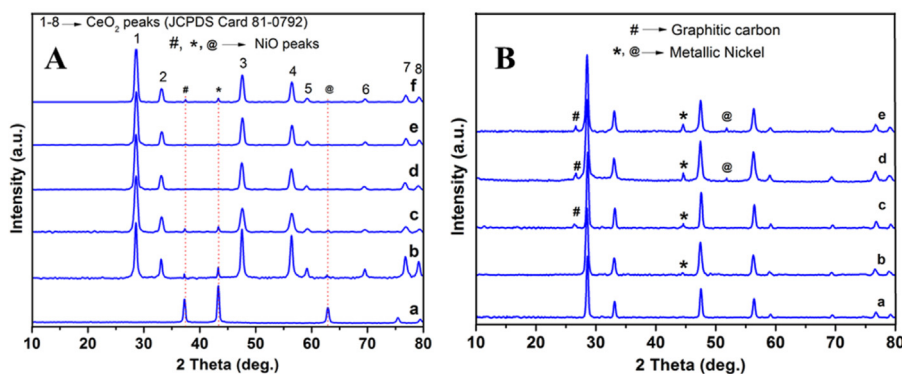 1-8 → CeO₂ peaks (JCPDS Card 81-0792)
#, *, @ → NiO peaks
A
1
2
#
*
3
4
5
@
6
7
8
f
e
d
c
b
a
Intensity (a.u.)
10 20 30 40 50 60 70 80
2 Theta (deg.)
B
# → Graphitic carbon
*, @ → Metallic Nickel
# * @ e
# * @ d
# * c
* b
a
Intensity (a.u.)
10 20 30 40 50 60 70 80
2 Theta (deg.)